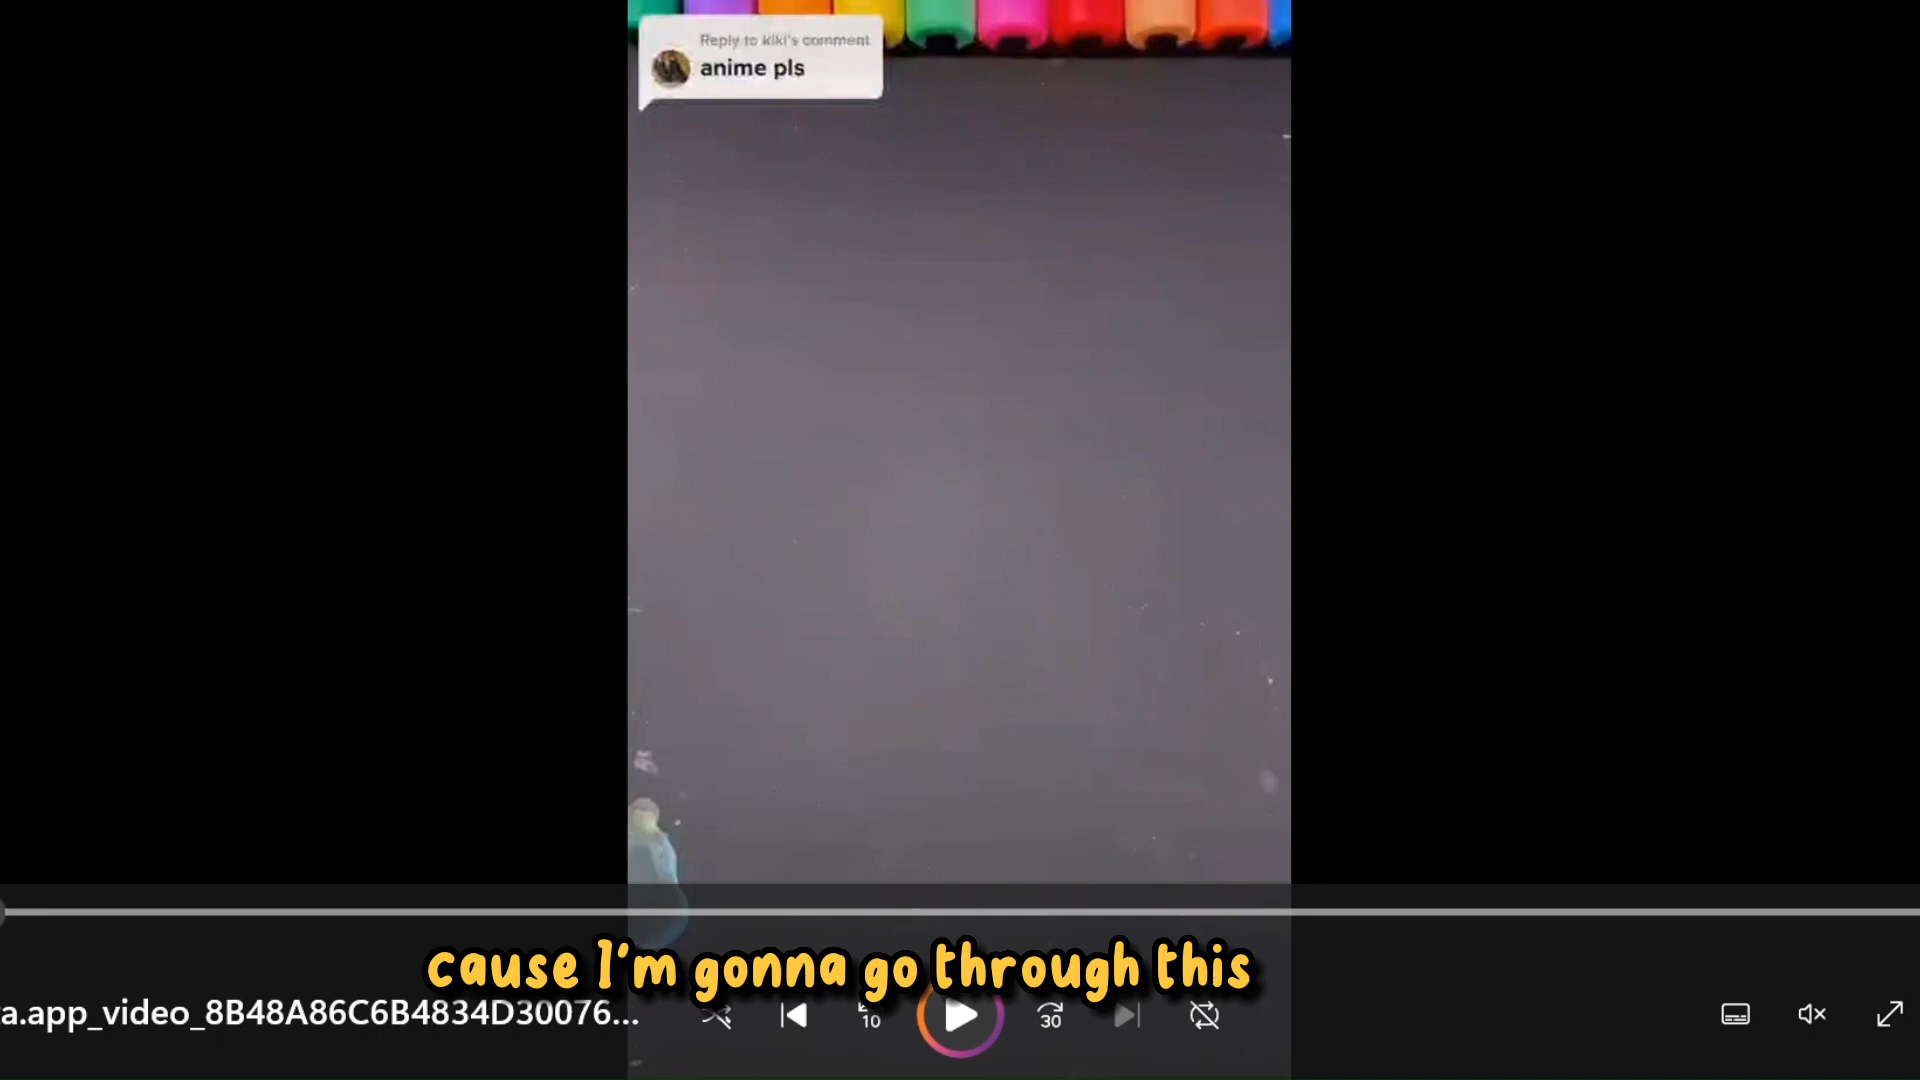 Reply to kiki's comment
anime pls
cause I'm gonna go through this
a.app_video_8B48A86C6B4834D30076...
10
30